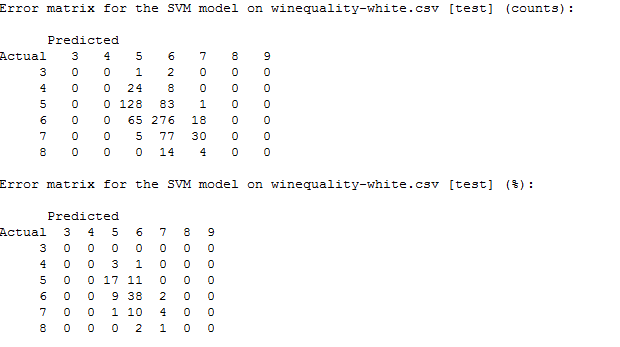 Error matrix for the SVM model on winequality-white.csv [test] (counts):
Predicted
Actual 3 4 5 6 7 8 9
3 0 0 1 2 0 0 0
4 0 0 24 8 0 0 0
5 0 0 128 83 1 0 0
6 0 0 65 276 18 0 0
7 0 0 5 77 30 0 0
8 0 0 0 14 4 0 0
Error matrix for the SVM model on winequality-white.csv [test] (%):
Predicted
Actual 3 4 5 6 7 8 9
3 0 0 0 0 0 0 0
4 0 0 3 1 0 0 0
5 0 0 17 11 0 0 0
6 0 0 9 38 2 0 0
7 0 0 1 10 4 0 0
8 0 0 0 2 1 0 0